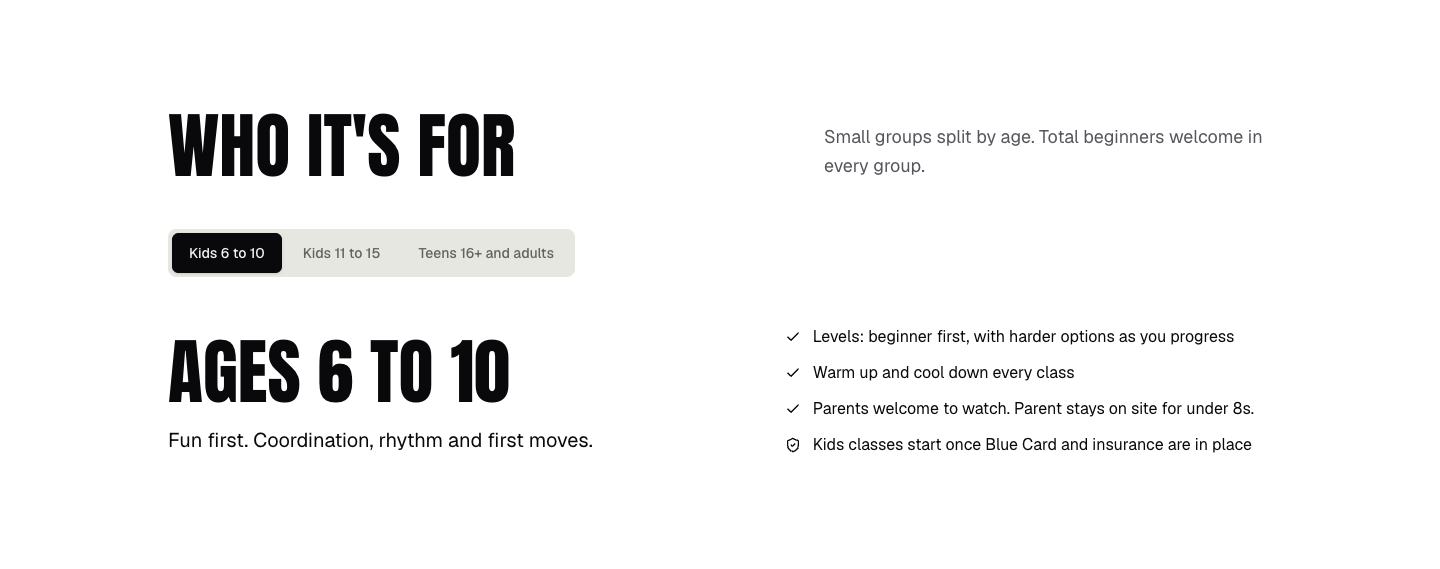 WHO IT'S FOR
Small groups split by age. Total beginners welcome in
every group.
Kids 6 to 10
Kids 11 to 15
Teens 16+ and adults
AGES 6 TO 10
Fun first. Coordination, rhythm and first moves.
Levels: beginner first, with harder options as you progress
Warm up and cool down every class
Parents welcome to watch. Parent stays on site for under 8s.
Kids classes start once Blue Card and insurance are in place